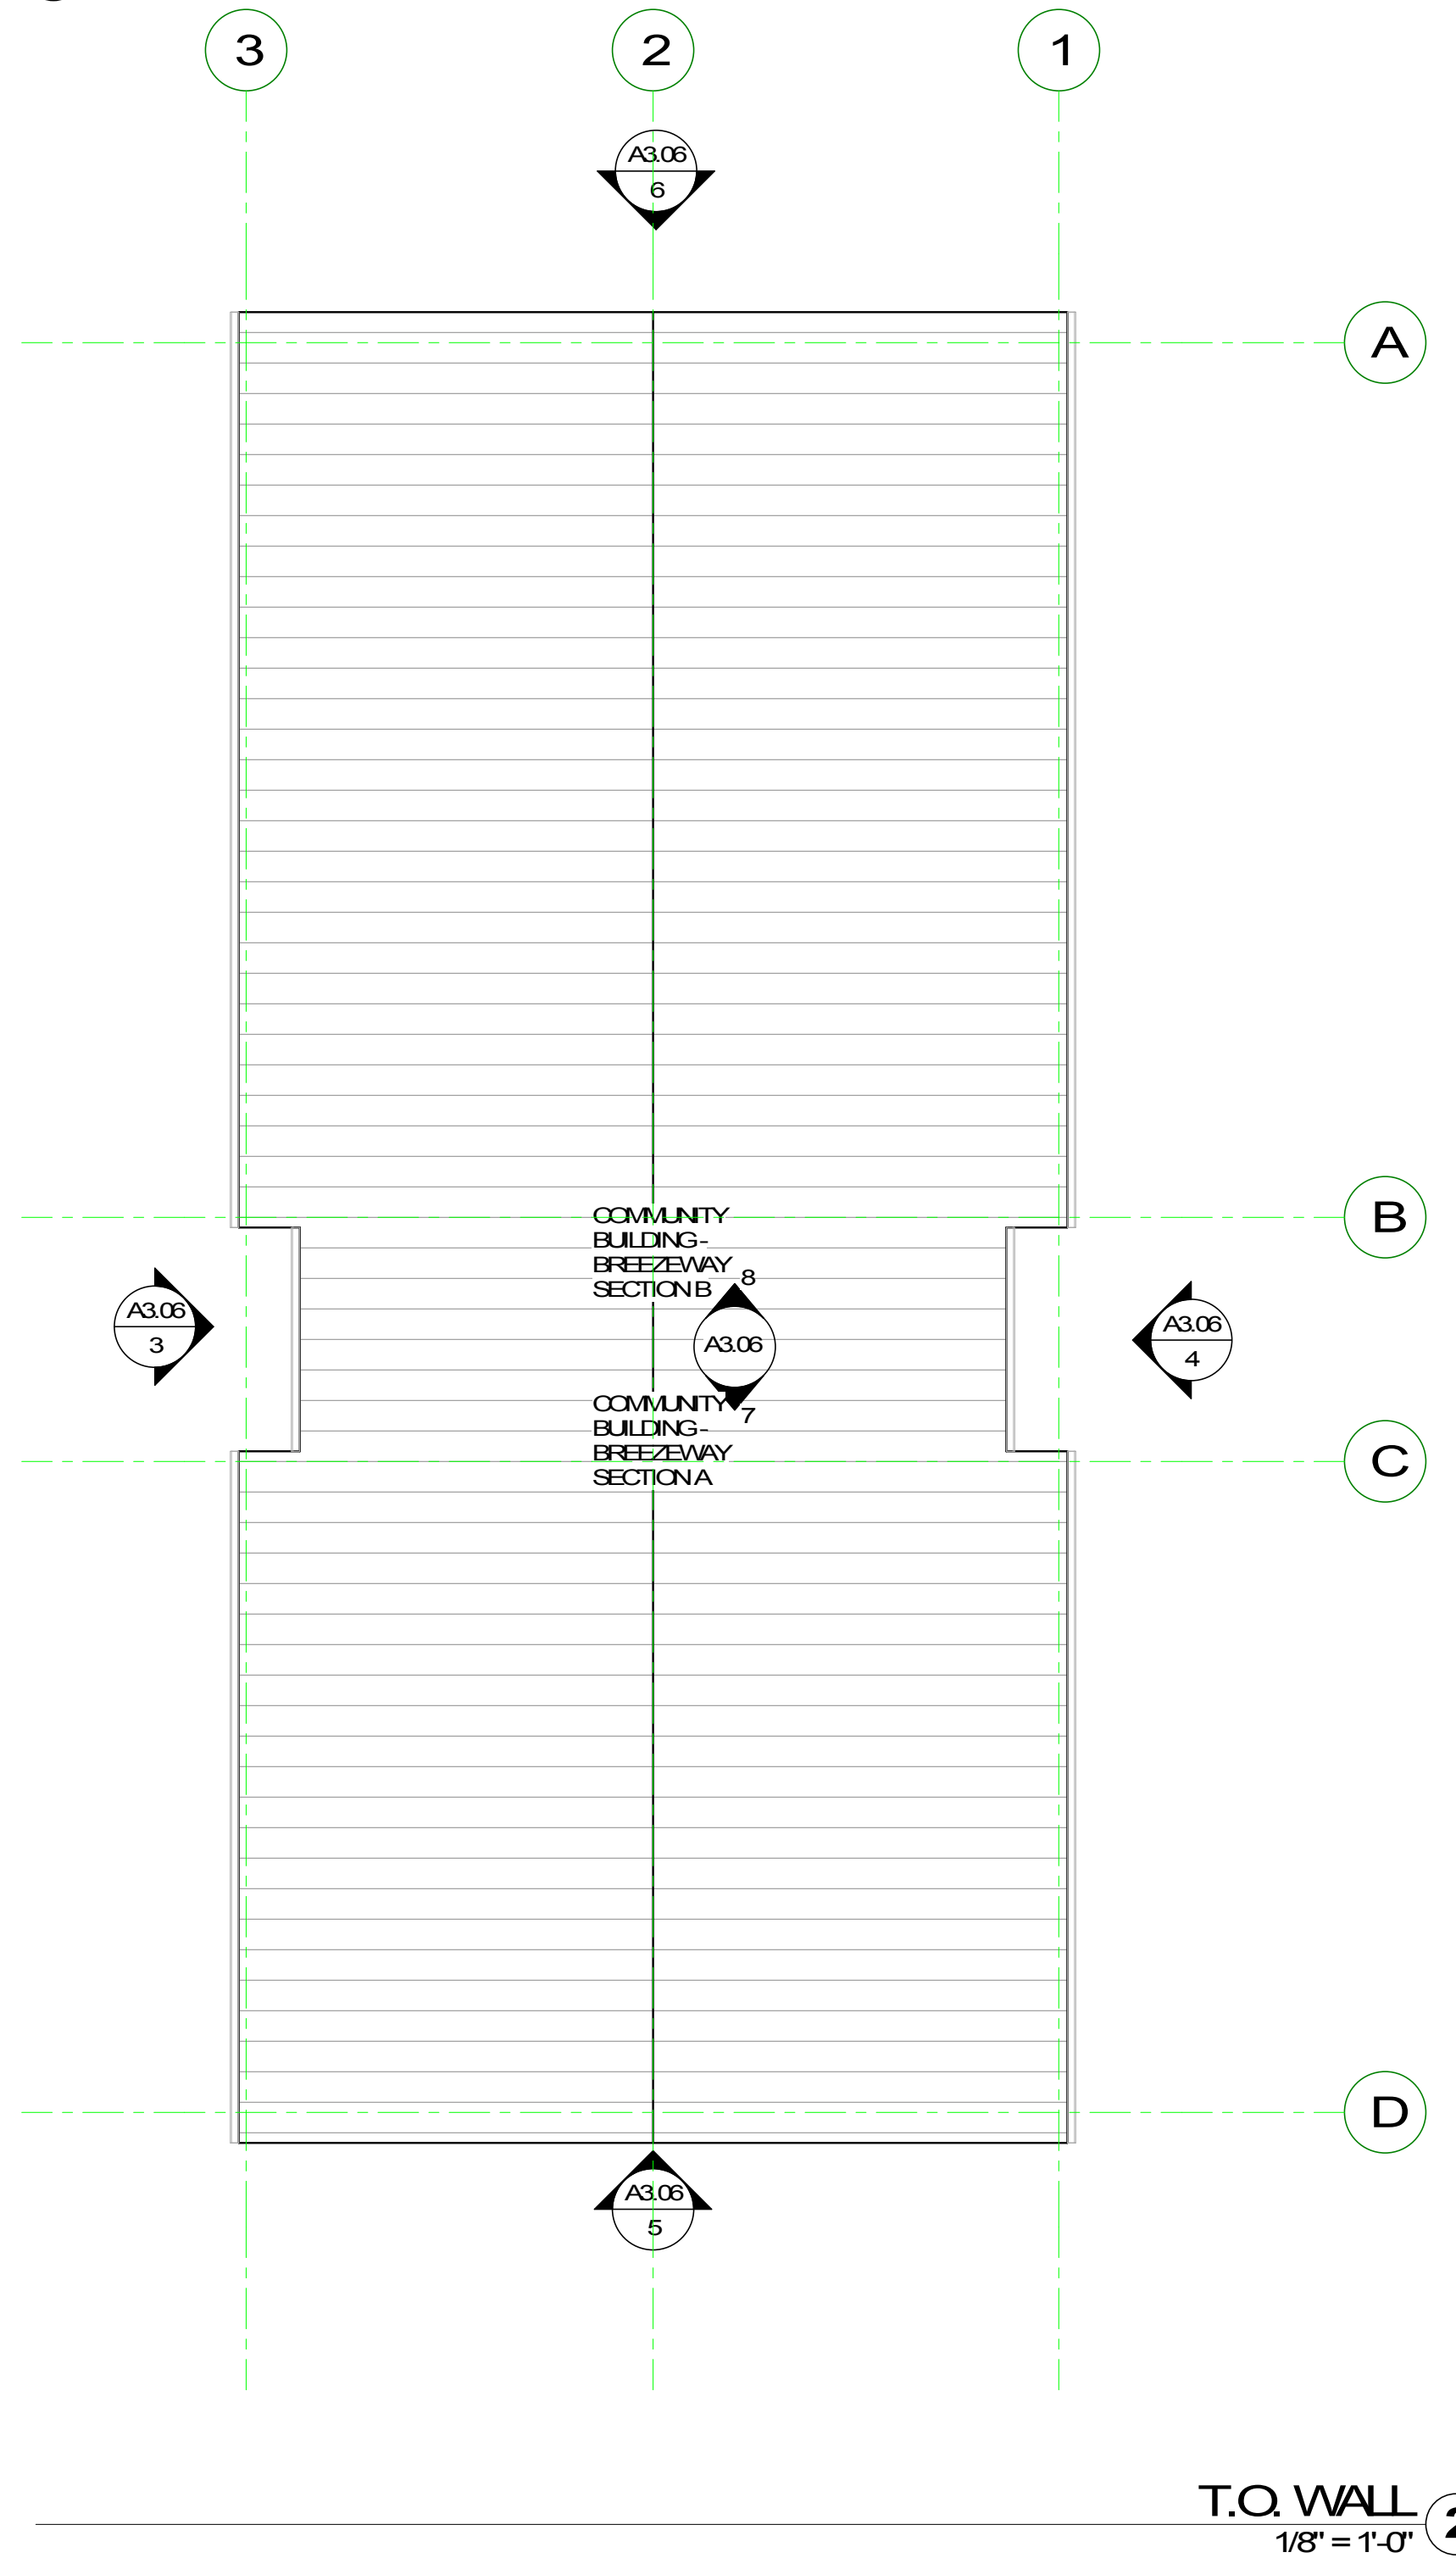 3 2 1
A3.06
6
A
B
COMMUNITY
BUILDING -
BREEZEWAY
SECTION B
8
A3.06
3
A3.06
A3.06
4
COMMUNITY
BUILDING -
BREEZEWAY
SECTION A
7
C
D
A3.06
5
T.O. WALL
1/8" = 1'-0"